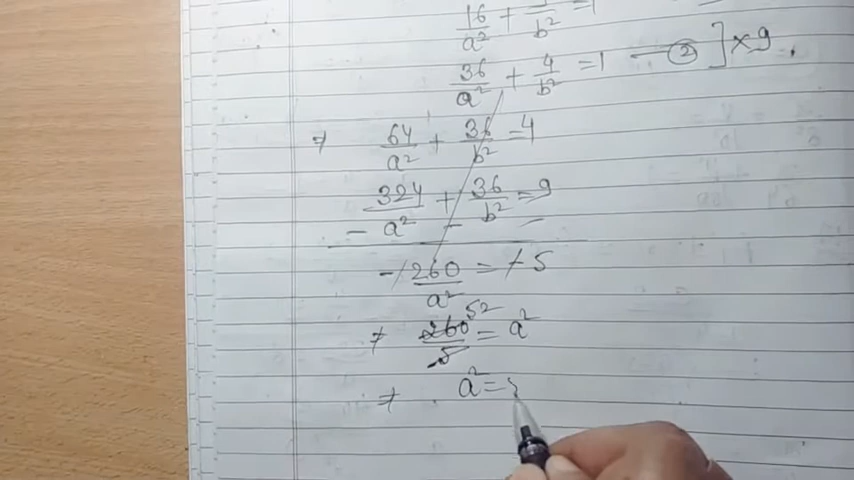 16/a² + /b² = 1
36/a² + 4/b² = 1 — ② ] × 9
⇒ 64/a² + 36/b² = 4
324/a² + 36/b² = 9
− − −
-260/a² = -5
⇒ 260/5 = a² 52
⇒ a² =